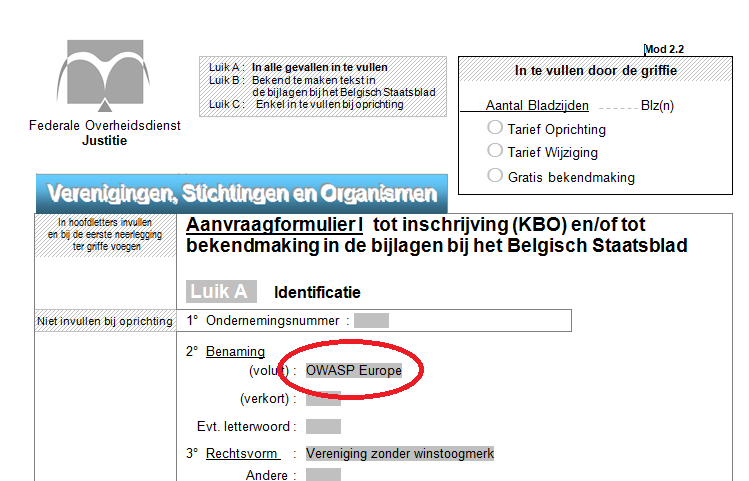 Mod 2.2
Luik A : In alle gevallen in te vullen
Luik B : Bekend te maken tekst in
de bijlagen bij het Belgisch Staatsblad
Luik C : Enkel in te vullen bij oprichting
In te vullen door de griffie
Aantal Bladzijden ...... Blz(n)
Tarief Oprichting
Tarief Wijziging
Gratis bekendmaking
Federale Overheidsdienst
Justitie
Verenigingen, Stichtingen en Organismen
In hoofdletters invullen
en bij de eerste neerlegging
ter griffe voegen
Aanvraagformulier I tot inschrijving (KBO) en/of tot
bekendmaking in de bijlagen bij het Belgisch Staatsblad
Luik A Identificatie
Niet invullen bij oprichting
1° Ondernemingsnummer :
2° Benaming
(voluit) : OWASP Europe
(verkort) :
Evt. letterwoord :
3° Rechtsvorm : Vereniging zonder winstoogmerk
Andere :